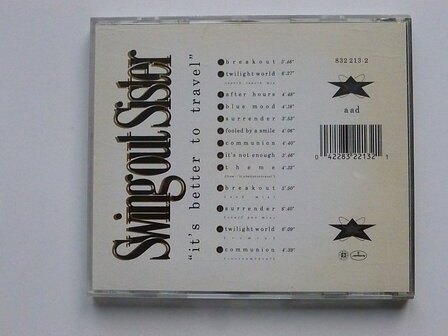 Swing out Sister
"it's better to travel"
breakout 3'.46"
twilight world 6'.27"
after hours 4'.48"
blue mood 4'.18"
surrender 3'.53"
fooled by a smile 4'.06"
communion 4'.40"
it's not enough 3'.46"
theme 4'.22"
breakout 5'.50"
surrender 6'.40"
twilight world 6'.09"
communion 4'.39"
832 213-2
aad
0 42283 22132 1